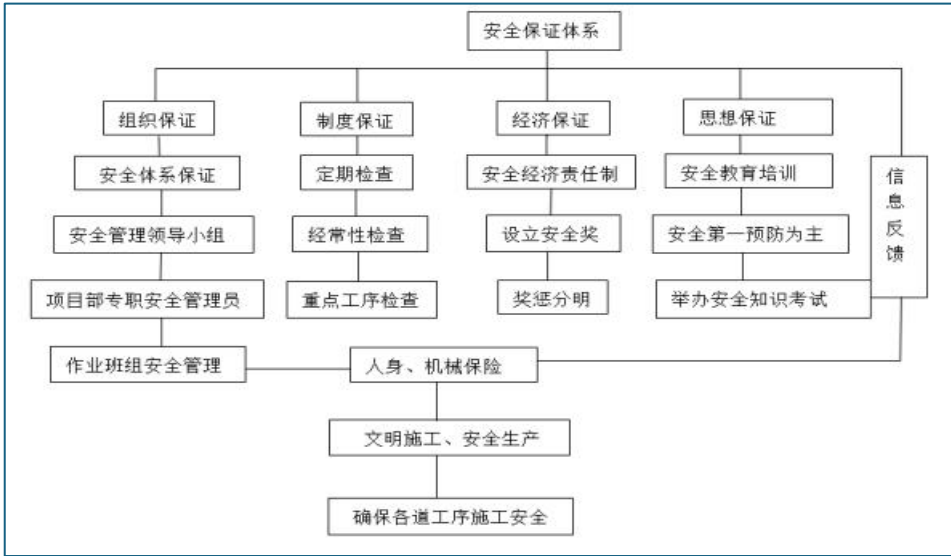 安全保证体系
组织保证
制度保证
经济保证
思想保证
安全体系保证
定期检查
安全经济责任制
安全教育培训
信息反馈
安全管理领导小组
经常性检查
设立安全奖
安全第一预防为主
项目部专职安全管理员
重点工序检查
奖惩分明
举办安全知识考试
作业班组安全管理
人身、机械保险
文明施工、安全生产
确保各道工序施工安全